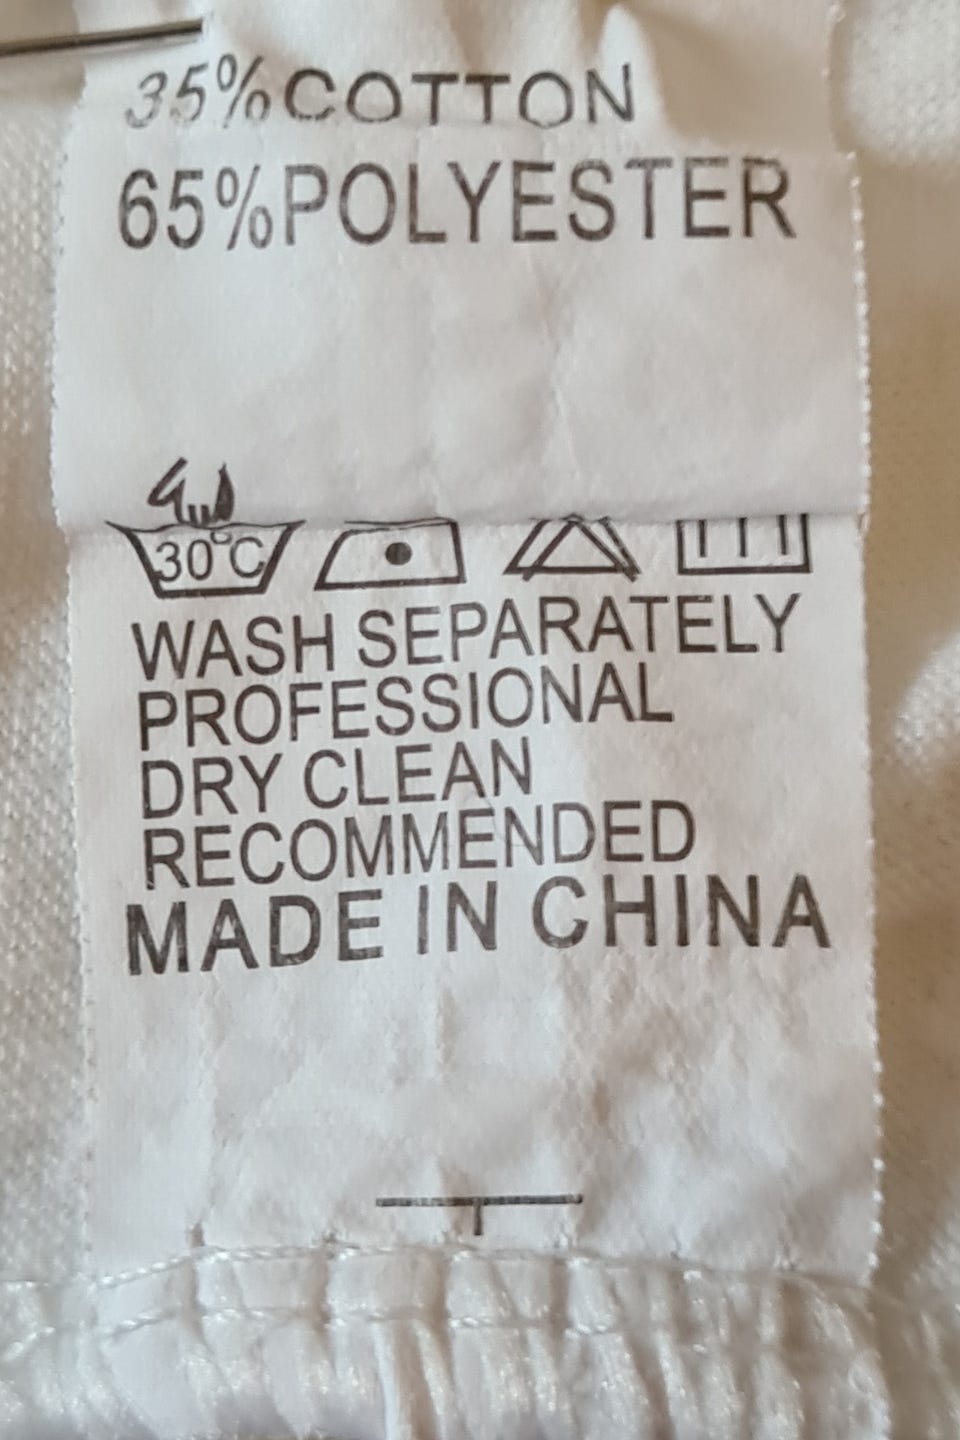 35%COTTON
65%POLYESTER
30°C
WASH SEPARATELY
PROFESSIONAL
DRY CLEAN
RECOMMENDED
MADE IN CHINA